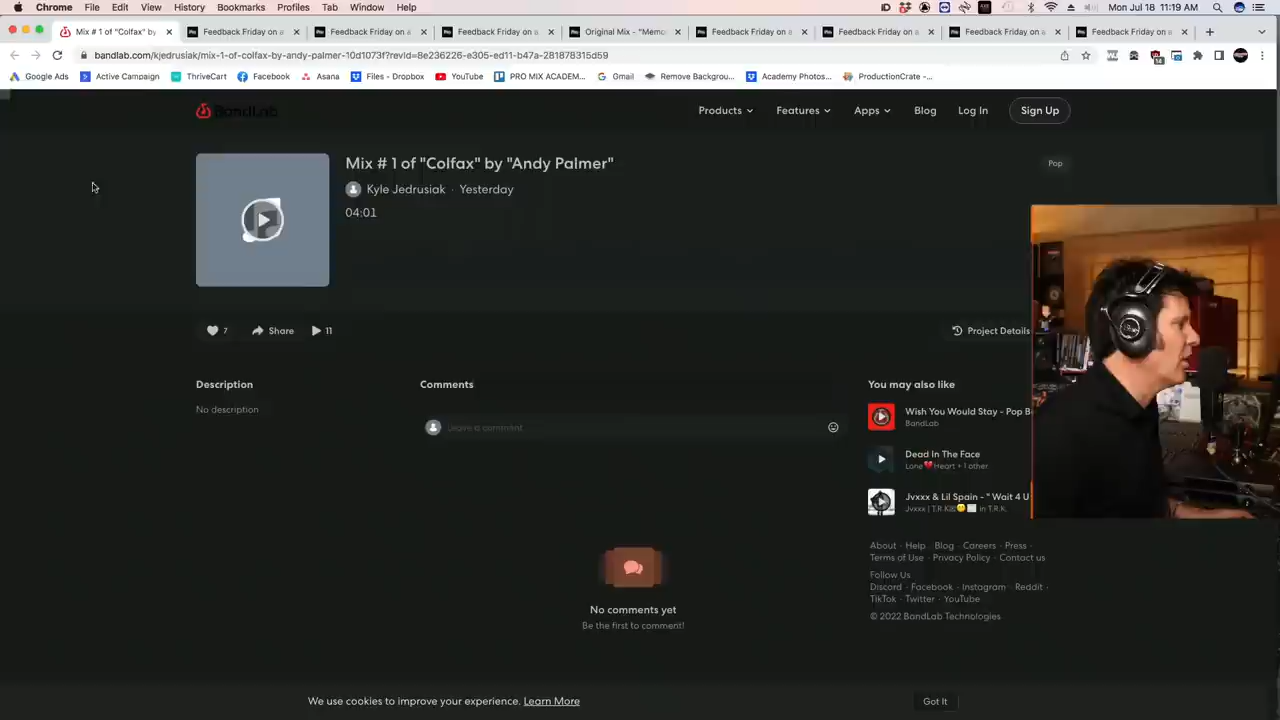 Chrome File Edit View History Bookmarks Profiles Tab Window Help Mon Jul 18 11:19 AM
Mix # 1 of "Colfax" by Feedback Friday on a Feedback Friday on a Feedback Friday on a Original Mix - "Memo Feedback Friday on a Feedback Friday on a Feedback Friday on a Feedback Friday on a
bandlab.com/kjedrusiak/mix-1-of-colfax-by-andy-palmer-10d1073f?revId=8e236226-e305-ed11-b47a-281878315d59
Google Ads Active Campaign ThriveCart Facebook Asana Files - Dropbox YouTube PRO MIX ACADEM... Gmail Remove Backgrou... Academy Photos... ProductionCrate -...
BandLab Products Features Apps Blog Log In Sign Up
Mix # 1 of "Colfax" by "Andy Palmer" Pop
Kyle Jedrusiak · Yesterday
04:01
7 Share 11 Project Details
Description Comments You may also like
No description
Leave a comment...
Wish You Would Stay - Pop B
BandLab
Dead In The Face
Lone❤️Heart + 1 other
Jvxxx & Lil Spain - " Wait 4 U
About · Help · Blog · Careers · Press ·
Terms of Use · Privacy Policy · Contact us
Follow Us
Discord · Facebook · Instagram · Reddit ·
TikTok · Twitter · YouTube
© 2022 BandLab Technologies
No comments yet
Be the first to comment!
We use cookies to improve your experience. Learn More Got It